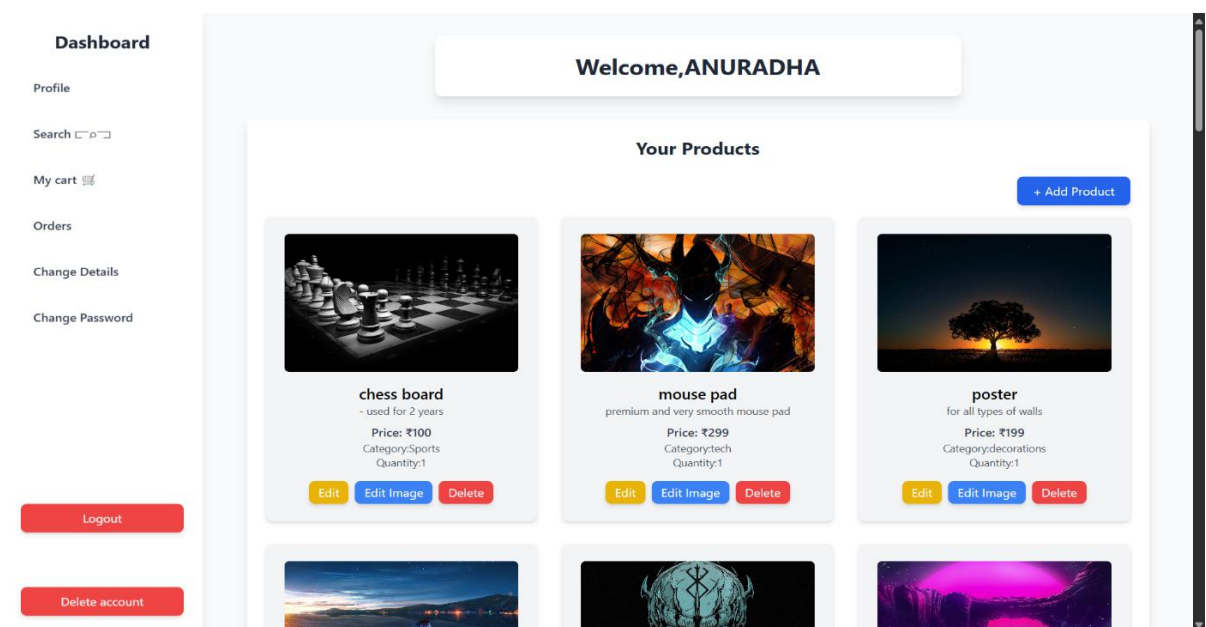 Dashboard
Profile
Search
My cart 🛒
Orders
Change Details
Change Password
Logout
Delete account
Welcome,ANURADHA
Your Products
+ Add Product
chess board
- used for 2 years
Price: ₹100
Category:Sports
Quantity:1
Edit Edit Image Delete
mouse pad
premium and very smooth mouse pad
Price: ₹299
Category:tech
Quantity:1
Edit Edit Image Delete
poster
for all types of walls
Price: ₹199
Category:decorations
Quantity:1
Edit Edit Image Delete